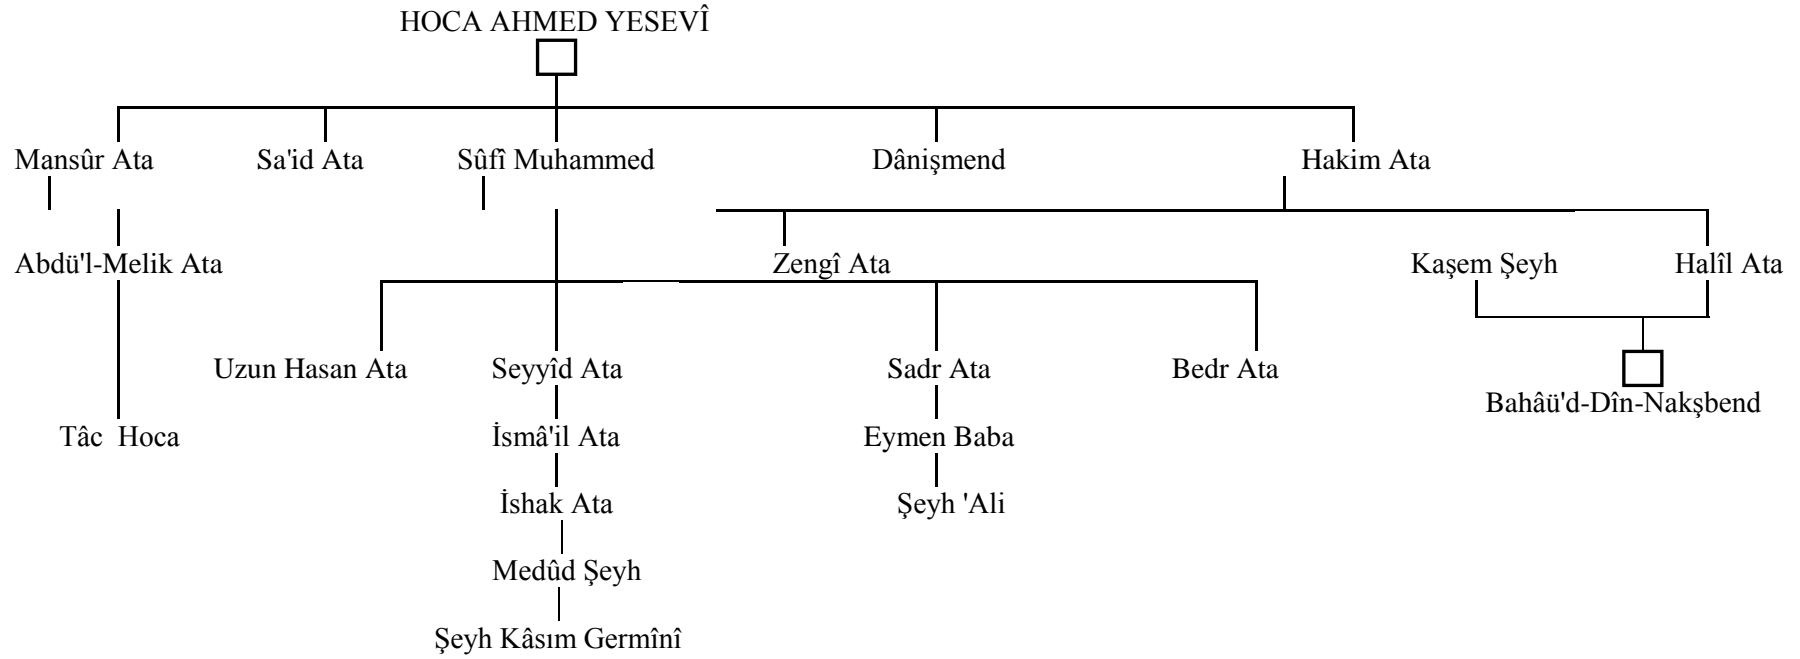 HOCA AHMED YESEVÎ
Mansûr Ata
Sa'id Ata
Sûfî Muhammed
Dânişmend
Hakim Ata
Abdü'l-Melik Ata
Zengî Ata
Kaşem Şeyh
Halîl Ata
Uzun Hasan Ata
Seyyîd Ata
Sadr Ata
Bedr Ata
Bahâü'd-Dîn-Nakşbend
Tâc Hoca
İsmâ'il Ata
Eymen Baba
İshak Ata
Şeyh 'Ali
Medûd Şeyh
Şeyh Kâsım Germînî